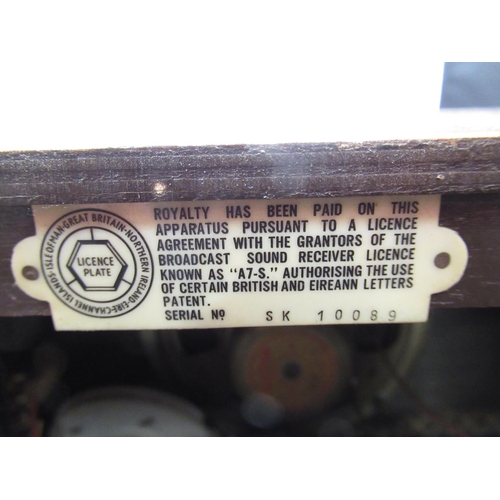 ISLE OF MAN·GREAT BRITAIN·NORTHERN IRELAND·EIRE·CHANNEL ISLANDS·
LICENCE
PLATE
ROYALTY HAS BEEN PAID ON THIS
APPARATUS PURSUANT TO A LICENCE
AGREEMENT WITH THE GRANTORS OF THE
BROADCAST SOUND RECEIVER LICENCE
KNOWN AS "A7-S." AUTHORISING THE USE
OF CERTAIN BRITISH AND EIREANN LETTERS
PATENT.
SERIAL Nº SK 10089